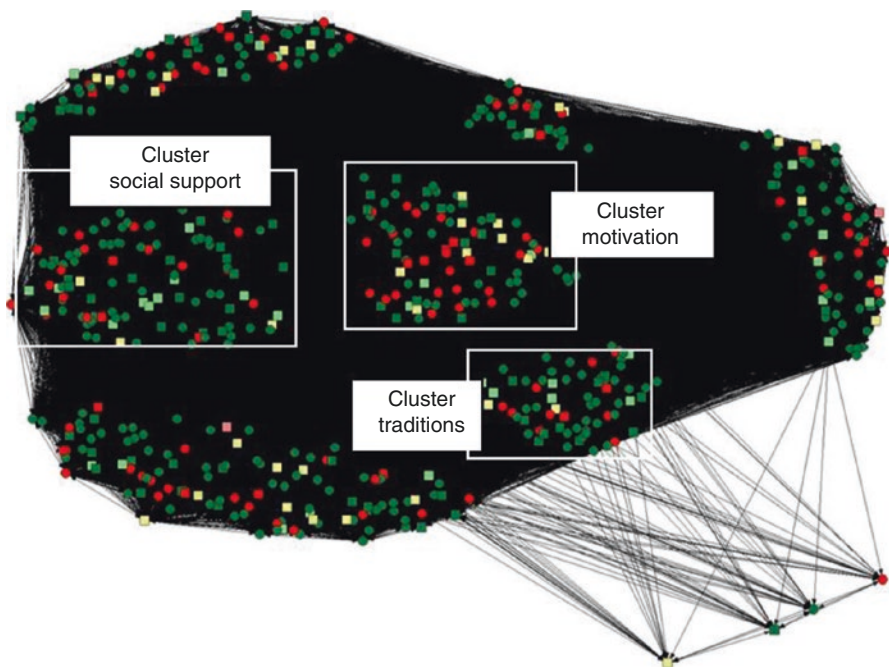 Cluster
social support
Cluster
motivation
Cluster
traditions